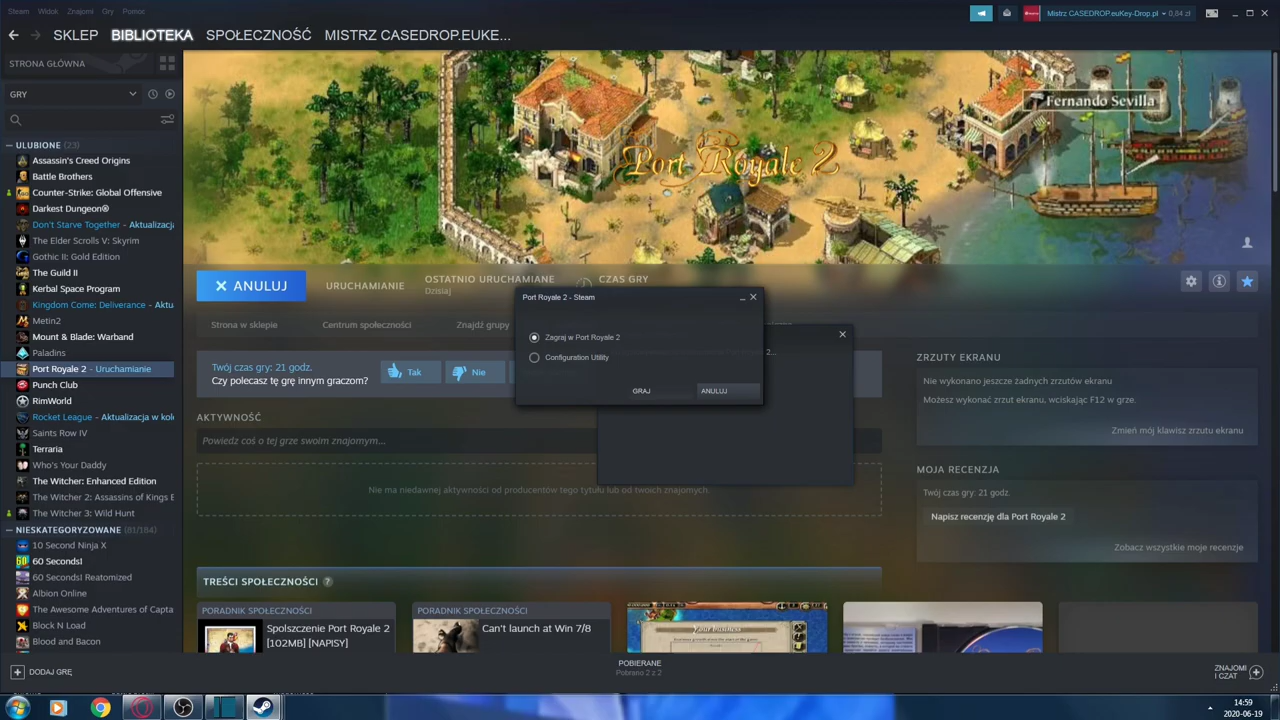 Steam Widok Znajomi Gry Pomoc
Mistrz CASEDROP.euKey-Drop.pl 0,84 zł
SKLEP BIBLIOTEKA SPOŁECZNOŚĆ MISTRZ CASEDROP.EUKE...
STRONA GŁÓWNA
GRY
ULUBIONE (23)
Assassin's Creed Origins
Battle Brothers
Counter-Strike: Global Offensive
Darkest Dungeon®
Don't Starve Together - Aktualizacja
The Elder Scrolls V: Skyrim
Gothic II: Gold Edition
The Guild II
Kerbal Space Program
Kingdom Come: Deliverance - Aktu
Metin2
Mount & Blade: Warband
Paladins
Port Royale 2 - Uruchamianie
Punch Club
RimWorld
Rocket League - Aktualizacja w kol
Saints Row IV
Terraria
Who's Your Daddy
The Witcher: Enhanced Edition
The Witcher 2: Assassins of Kings E
The Witcher 3: Wild Hunt
NIESKATEGORYZOWANE (81/184)
10 Second Ninja X
60 Seconds!
60 Seconds! Reatomized
Albion Online
The Awesome Adventures of Capta
Block N Load
Blood and Bacon
DODAJ GRĘ
Fernando Sevilla
Port Royale 2
ANULUJ
URUCHAMIANIE
OSTATNIO URUCHAMIANE
Dzisiaj
CZAS GRY
Strona w sklepie Centrum społeczności Znajdź grupy
Port Royale 2 - Steam
Zagraj w Port Royale 2
Configuration Utility
GRAJ ANULUJ
2...
Twój czas gry: 21 godz.
Czy polecasz tę grę innym graczom?
Tak Nie
AKTYWNOŚĆ
Powiedz coś o tej grze swoim znajomym...
Nie ma niedawnej aktywności od producentów tego tytułu lub od twoich znajomych.
ZRZUTY EKRANU
Nie wykonano jeszcze żadnych zrzutów ekranu
Możesz wykonać zrzut ekranu, wciskając F12 w grze.
Zmień mój klawisz zrzutu ekranu
MOJA RECENZJA
Twój czas gry: 21 godz.
Napisz recenzję dla Port Royale 2
Zobacz wszystkie moje recenzje
TREŚCI SPOŁECZNOŚCI ?
PORADNIK SPOŁECZNOŚCI
Spolszczenie Port Royale 2
[102MB] [NAPISY]
PORADNIK SPOŁECZNOŚCI
Can't launch at Win 7/8
POBIERANE
Pobrano 2 z 2
ZNAJOMI
I CZAT
14:59
2020-06-19